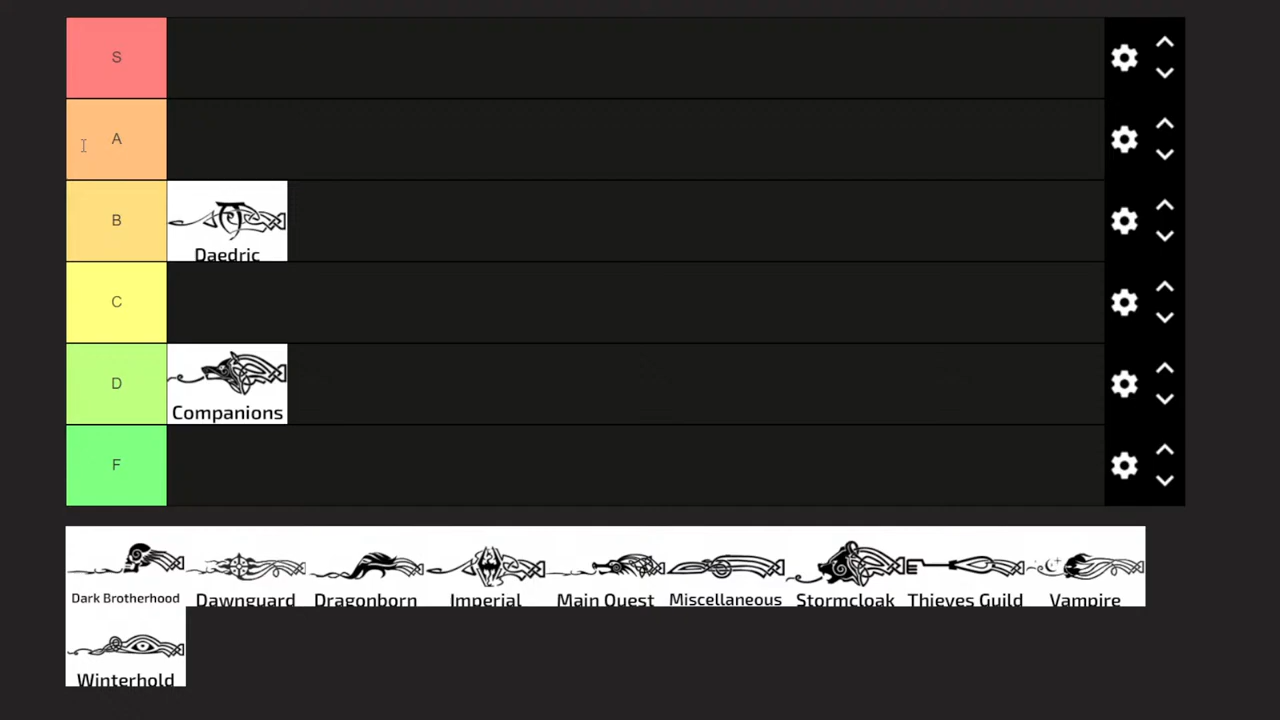 S
A
B
Daedric
C
D
Companions
F
Dark Brotherhood Dawnguard Dragonborn Imperial Main Quest Miscellaneous Stormcloak Thieves Guild Vampire
Winterhold